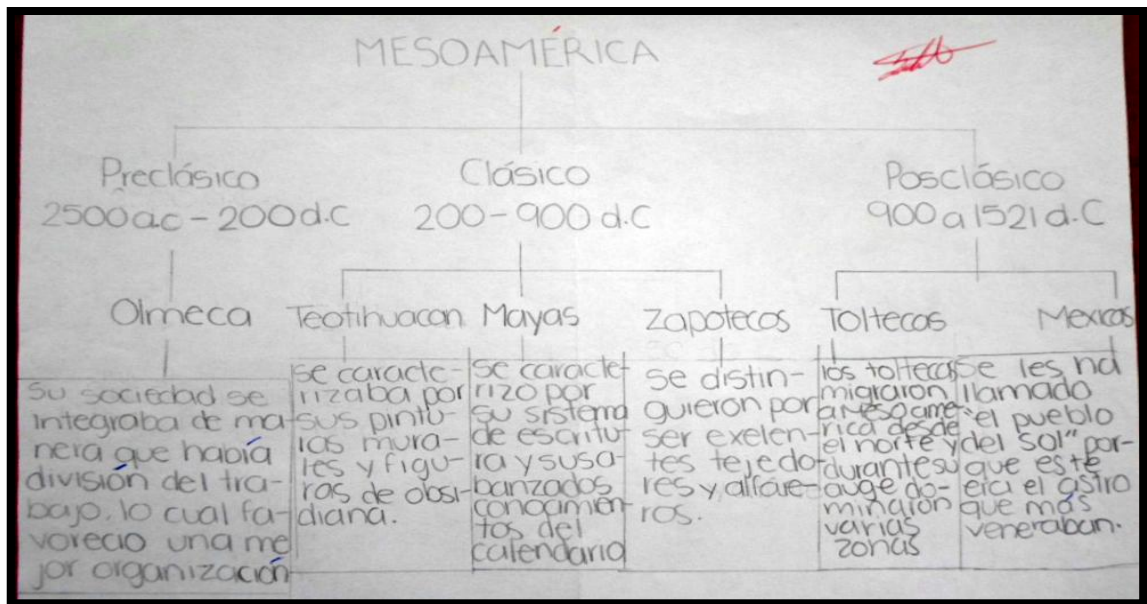 MESOAMÉRICA
Preclásico
2500 a.c - 200 d.C
Clásico
200 - 900 d.C
Posclásico
900 a 1521 d.C
Olmeca
Su sociedad se
integraba de ma-
nera que había
división del tra-
bajo, lo cual fa-
vorecio una me
jor organización
Teotihuacan
se caracte-
rizaba por
sus pintu-
ras mura-
les y figu-
ras de obsi-
diana.
Mayas
se caracte-
rizo por
su sistema
de escritu-
ra y sus a-
banzados
conocimien-
tos del
calendario
Zapotecos
se distin-
guieron por
ser exelen-
tes tejedo-
res y alfare-
ros.
Toltecas
los toltecas
migraron
a Mesoame-
rica desde
el norte y
durante su
auge do-
minaron
varias
zonas
Mexicas
se les ha
llamado
"el pueblo
del sol" por-
que este
era el astro
que más
veneraban.